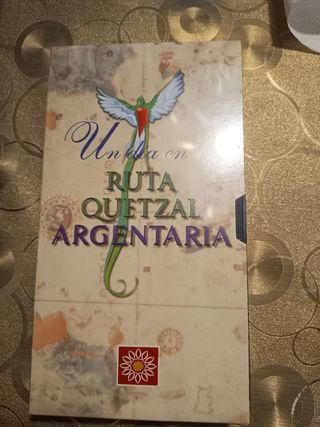 Un día en
RUTA
QUETZAL
ARGENTARIA